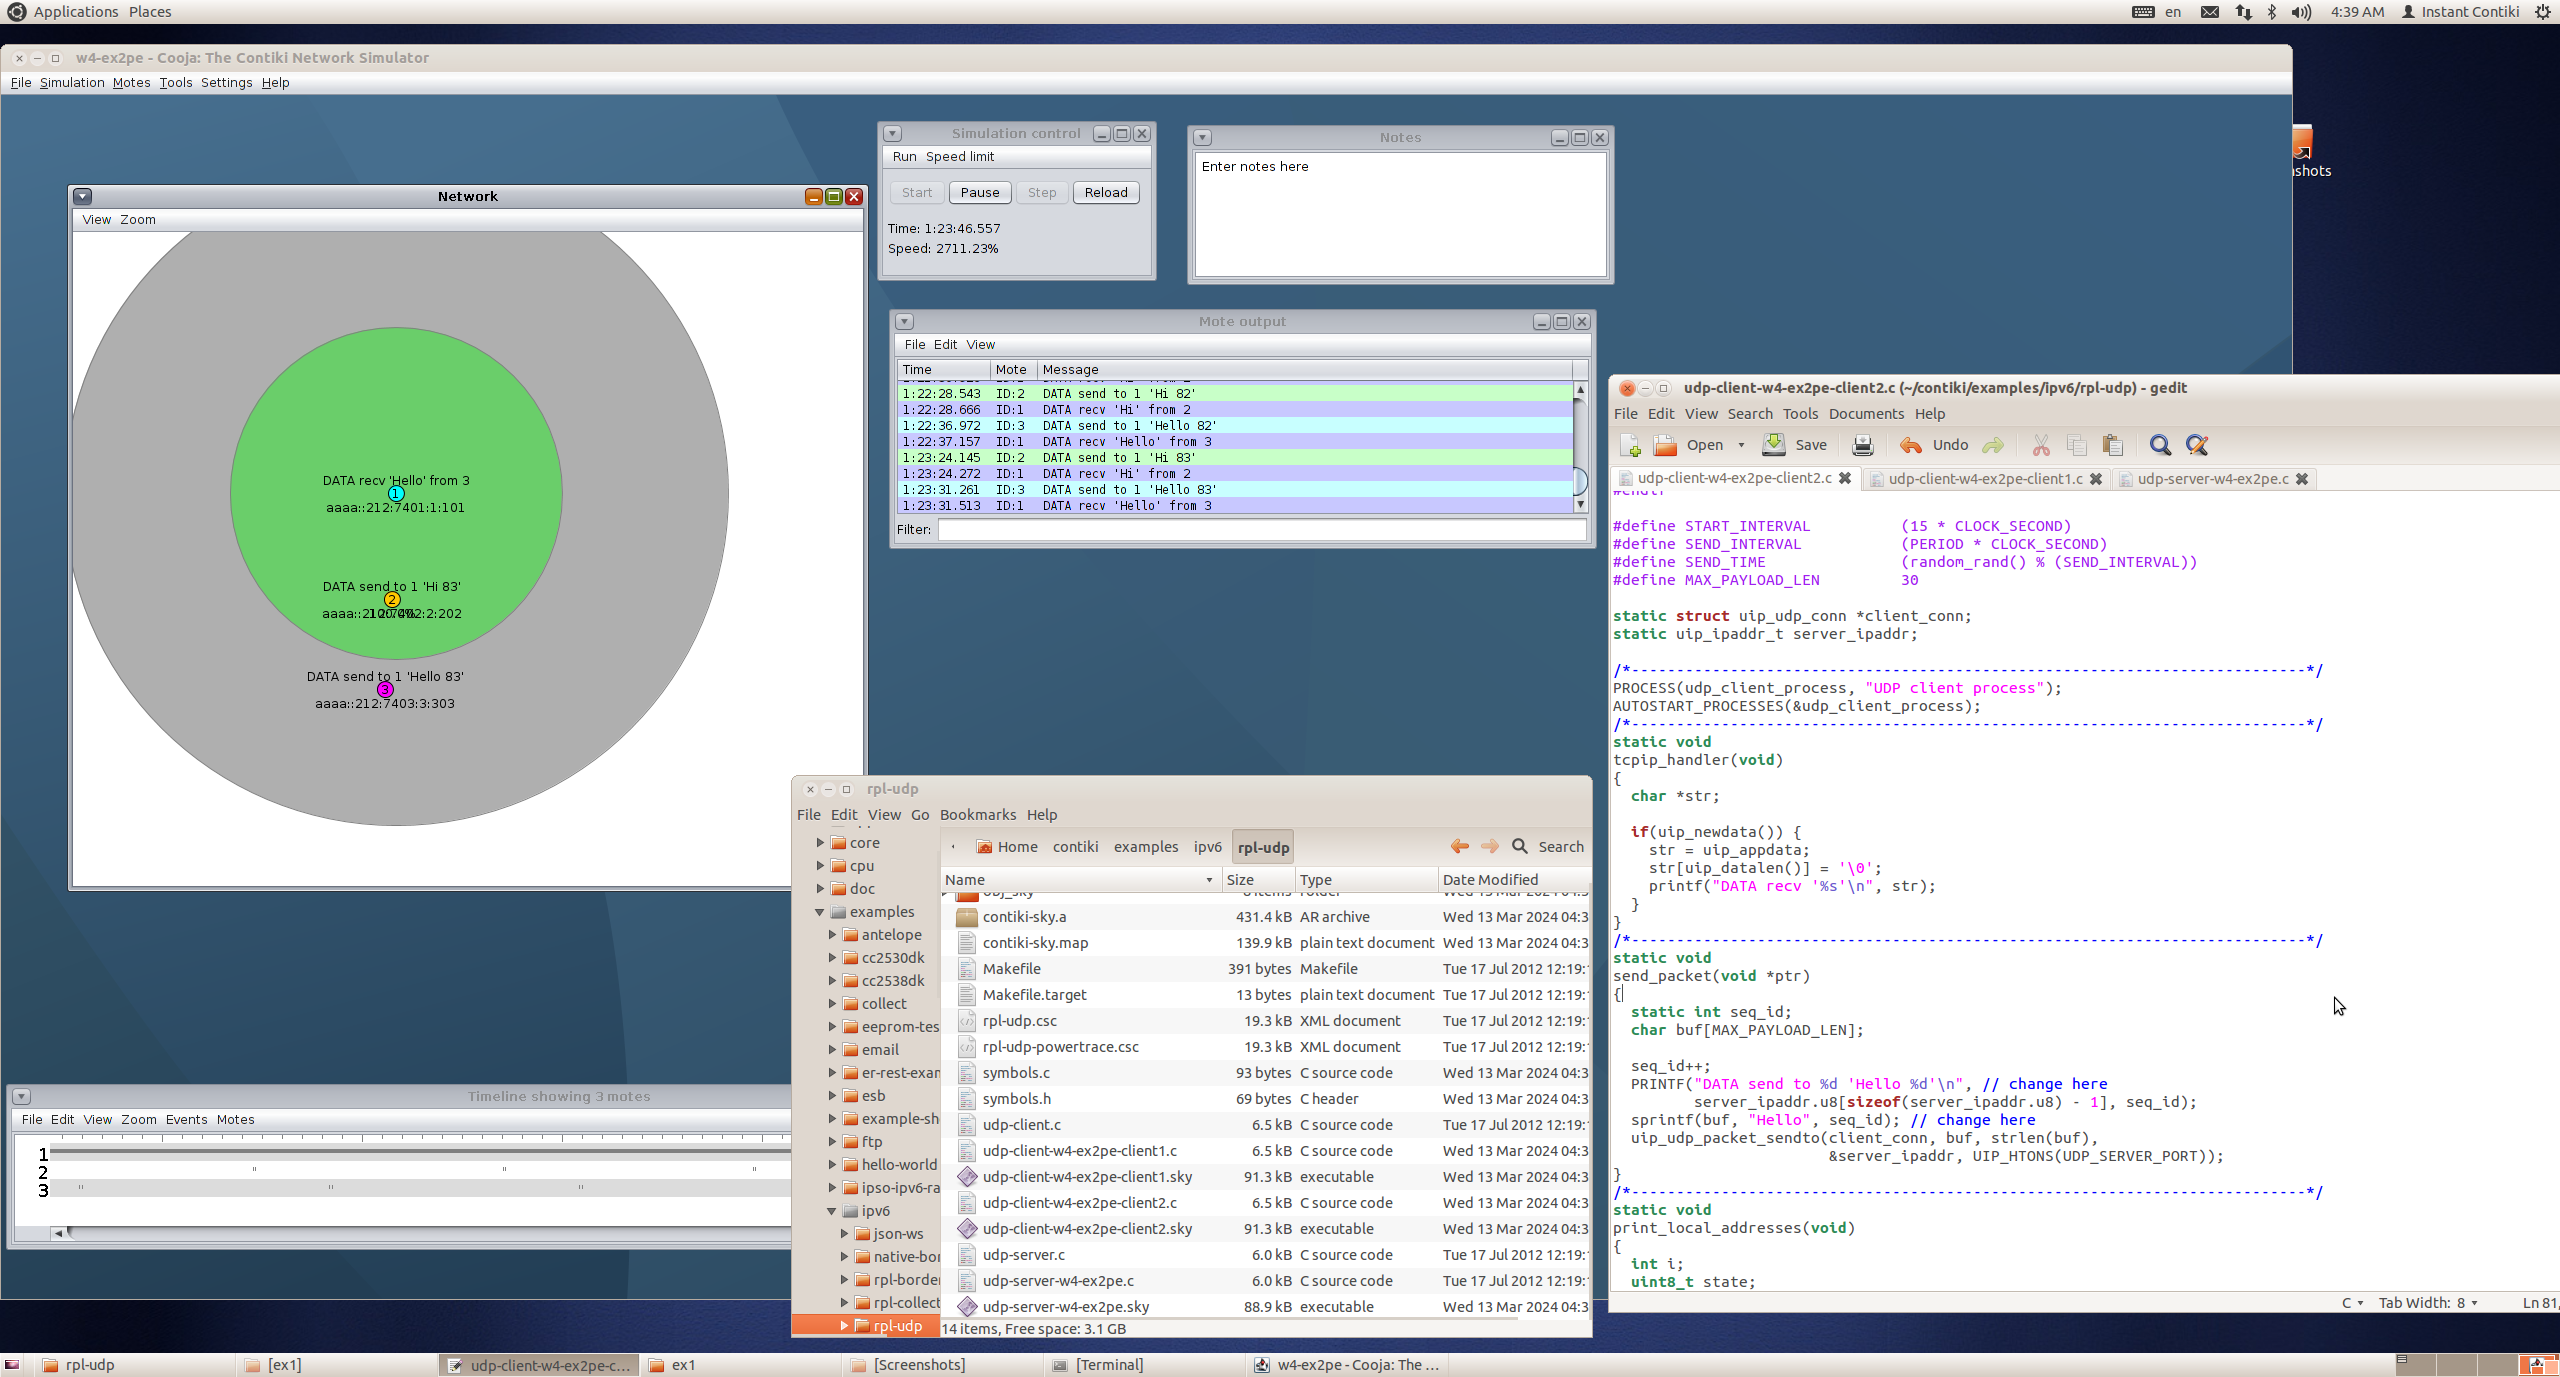 Applications Places
en 4:39 AM Instant Contiki
w4-ex2pe - Cooja: The Contiki Network Simulator
File Simulation Motes Tools Settings Help
Network
View Zoom
DATA recv 'Hello' from 3
1
aaaa::212:7401:1:101
DATA send to 1 'Hi 83'
2
DATA send to 1 'Hello 83'
3
aaaa::212:7403:3:303
Simulation control
Run Speed limit
Start Pause Step Reload
Time: 1:23:46.557
Speed: 2711.23%
Notes
Enter notes here
shots
Mote output
File Edit View
Time Mote Message
1:22:28.543 ID:2 DATA send to 1 'Hi 82'
1:22:28.666 ID:1 DATA recv 'Hi' from 2
1:22:36.972 ID:3 DATA send to 1 'Hello 82'
1:22:37.157 ID:1 DATA recv 'Hello' from 3
1:23:24.145 ID:2 DATA send to 1 'Hi 83'
1:23:24.272 ID:1 DATA recv 'Hi' from 2
1:23:31.261 ID:3 DATA send to 1 'Hello 83'
1:23:31.513 ID:1 DATA recv 'Hello' from 3
Filter:
Timeline showing 3 motes
File Edit View Zoom Events Motes
1
2
3
rpl-udp
File Edit View Go Bookmarks Help
core
cpu
doc
examples
antelope
cc2530dk
cc2538dk
collect
eeprom-tes
email
er-rest-exam
esb
example-sh
ftp
hello-world
ipso-ipv6-ra
ipv6
json-ws
native-bor
rpl-border
rpl-collect
rpl-udp
Home contiki examples ipv6 rpl-udp Search
Name Size Type Date Modified
contiki-sky.a 431.4 kB AR archive Wed 13 Mar 2024 04:3
contiki-sky.map 139.9 kB plain text document Wed 13 Mar 2024 04:3
Makefile 391 bytes Makefile Tue 17 Jul 2012 12:19:
Makefile.target 13 bytes plain text document Tue 17 Jul 2012 12:19:
rpl-udp.csc 19.3 kB XML document Tue 17 Jul 2012 12:19:
rpl-udp-powertrace.csc 19.3 kB XML document Tue 17 Jul 2012 12:19:
symbols.c 93 bytes C source code Wed 13 Mar 2024 04:3
symbols.h 69 bytes C header Wed 13 Mar 2024 04:3
udp-client.c 6.5 kB C source code Tue 17 Jul 2012 12:19:
udp-client-w4-ex2pe-client1.c 6.5 kB C source code Wed 13 Mar 2024 04:3
udp-client-w4-ex2pe-client1.sky 91.3 kB executable Wed 13 Mar 2024 04:3
udp-client-w4-ex2pe-client2.c 6.5 kB C source code Wed 13 Mar 2024 04:3
udp-client-w4-ex2pe-client2.sky 91.3 kB executable Wed 13 Mar 2024 04:3
udp-server.c 6.0 kB C source code Tue 17 Jul 2012 12:19:
udp-server-w4-ex2pe.c 6.0 kB C source code Tue 17 Jul 2012 12:19:
udp-server-w4-ex2pe.sky 88.9 kB executable Wed 13 Mar 2024 04:3
14 items, Free space: 3.1 GB
udp-client-w4-ex2pe-client2.c (~/contiki/examples/ipv6/rpl-udp) - gedit
File Edit View Search Tools Documents Help
Open Save Undo
udp-client-w4-ex2pe-client2.c udp-client-w4-ex2pe-client1.c udp-server-w4-ex2pe.c
#endif
#define START_INTERVAL (15 * CLOCK_SECOND)
#define SEND_INTERVAL (PERIOD * CLOCK_SECOND)
#define SEND_TIME (random_rand() % (SEND_INTERVAL))
#define MAX_PAYLOAD_LEN 30
static struct uip_udp_conn *client_conn;
static uip_ipaddr_t server_ipaddr;
/*---------------------------------------------------------------------------*/
PROCESS(udp_client_process, "UDP client process");
AUTOSTART_PROCESSES(&udp_client_process);
/*---------------------------------------------------------------------------*/
static void
tcpip_handler(void)
{
char *str;
if(uip_newdata()) {
str = uip_appdata;
str[uip_datalen()] = '\0';
printf("DATA recv '%s'\n", str);
}
}
/*---------------------------------------------------------------------------*/
static void
send_packet(void *ptr)
{
static int seq_id;
char buf[MAX_PAYLOAD_LEN];
seq_id++;
PRINTF("DATA send to %d 'Hello %d'\n", // change here
server_ipaddr.u8[sizeof(server_ipaddr.u8) - 1], seq_id);
sprintf(buf, "Hello", seq_id); // change here
uip_udp_packet_sendto(client_conn, buf, strlen(buf),
&server_ipaddr, UIP_HTONS(UDP_SERVER_PORT));
}
/*---------------------------------------------------------------------------*/
static void
print_local_addresses(void)
{
int i;
uint8_t state;
C Tab Width: 8 Ln 81,
rpl-udp [ex1] udp-client-w4-ex2pe-c... ex1 [Screenshots] [Terminal] w4-ex2pe - Cooja: The ...